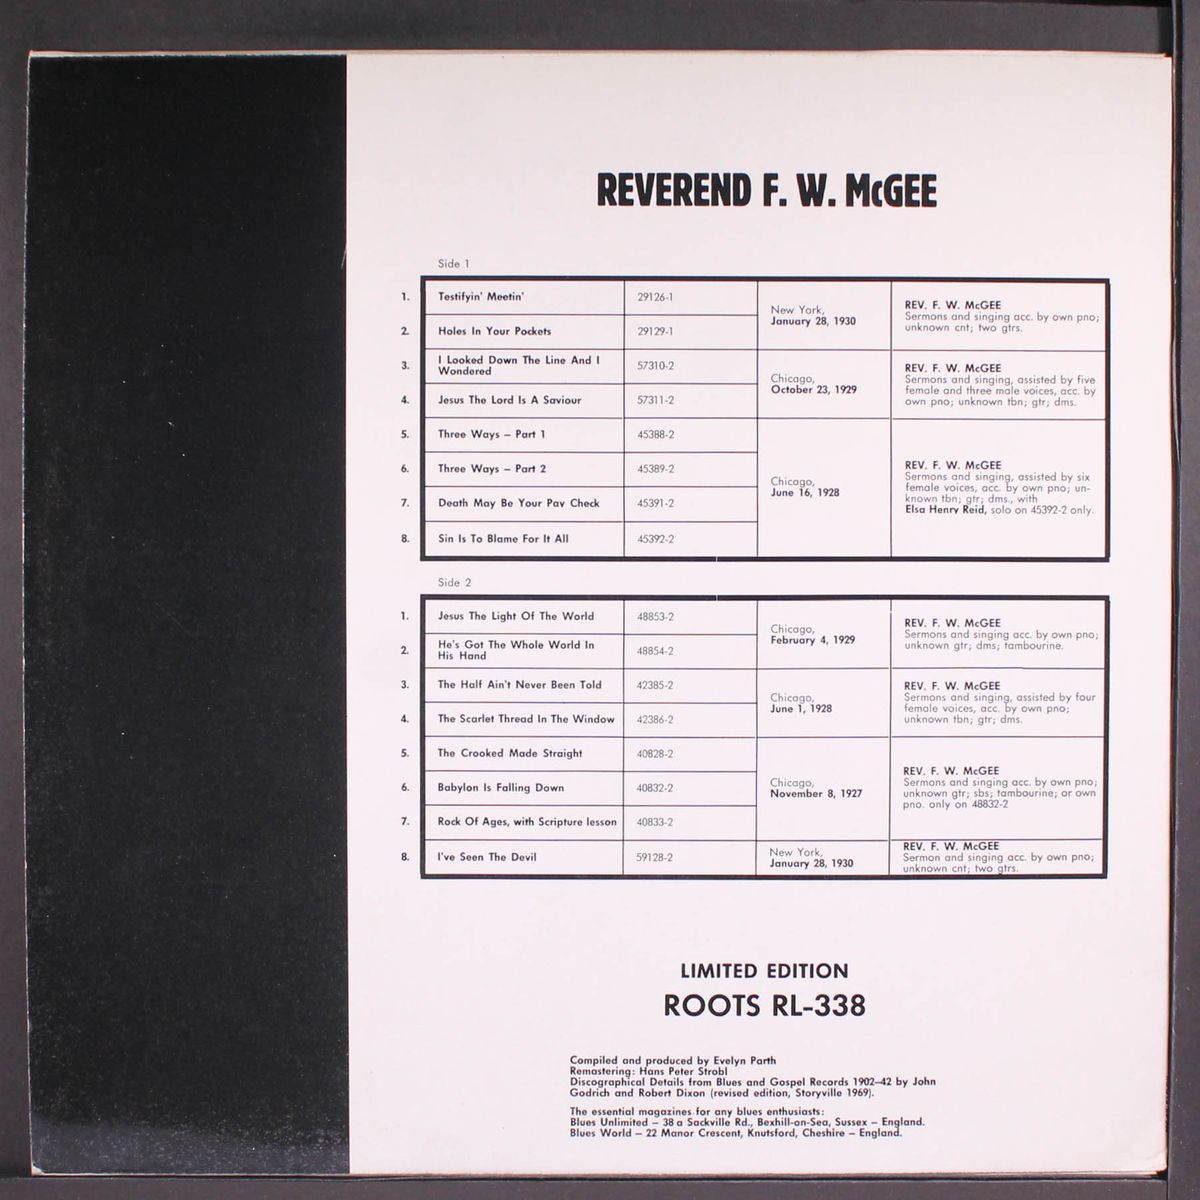 REVEREND F. W. McGEE
Side 1
1. Testifyin' Meetin' 29126-1
New York,
January 28, 1930
REV. F. W. McGEE
Sermons and singing acc. by own pno;
unknown cnt; two gtrs.
2. Holes In Your Pockets 29129-1
3. I Looked Down The Line And I
Wondered 57310-2
Chicago,
October 23, 1929
REV. F. W. McGEE
Sermons and singing, assisted by five
female and three male voices, acc. by
own pno; unknown tbn; gtr; dms.
4. Jesus The Lord Is A Saviour 57311-2
5. Three Ways – Part 1 45388-2
6. Three Ways – Part 2 45389-2
Chicago,
June 16, 1928
REV. F. W. McGEE
Sermons and singing, assisted by six
female voices, acc. by own pno; un-
known tbn; gtr; dms., with
Elsa Henry Reid, solo on 45392-2 only.
7. Death May Be Your Pav Check 45391-2
8. Sin Is To Blame For It All 45392-2
Side 2
1. Jesus The Light Of The World 48853-2
Chicago,
February 4, 1929
REV. F. W. McGEE
Sermons and singing acc. by own pno;
unknown gtr; dms; tambourine.
2. He's Got The Whole World In
His Hand 48854-2
3. The Half Ain't Never Been Told 42385-2
Chicago,
June 1, 1928
REV. F. W. McGEE
Sermons and singing, assisted by four
female voices, acc. by own pno;
unknown tbn; gtr; dms.
4. The Scarlet Thread In The Window 42386-2
5. The Crooked Made Straight 40828-2
6. Babylon Is Falling Down 40832-2
Chicago,
November 8, 1927
REV. F. W. McGEE
Sermons and singing acc. by own pno;
unknown gtr; sbs; tambourine; or own
pno. only on 48832-2
7. Rock Of Ages, with Scripture lesson 40833-2
8. I've Seen The Devil 59128-2
New York,
January 28, 1930
REV. F. W. McGEE
Sermon and singing acc. by own pno;
unknown cnt; two gtrs.
LIMITED EDITION
ROOTS RL-338
Compiled and produced by Evelyn Parth
Remastering: Hans Peter Strobl
Discographical Details from Blues and Gospel Records 1902–42 by John
Godrich and Robert Dixon (revised edition, Storyville 1969).
The essential magazines for any blues enthusiasts:
Blues Unlimited – 38 a Sackville Rd., Bexhill-on-Sea, Sussex – England.
Blues World – 22 Manor Crescent, Knutsford, Cheshire – England.